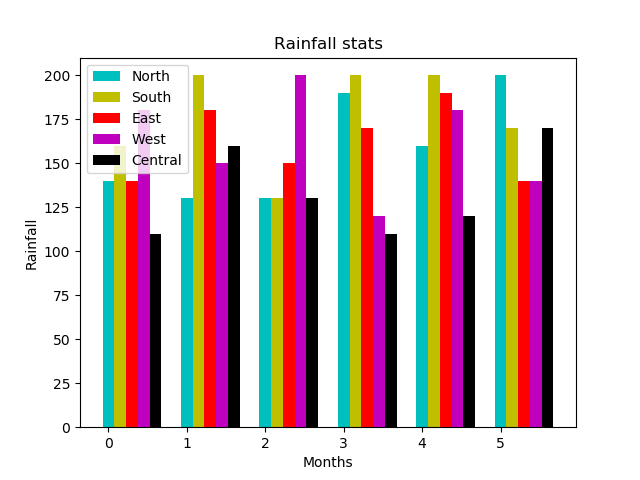 Rainfall stats
North
South
East
West
Central
200
175
150
125
100
75
50
25
0
Rainfall
0 1 2 3 4 5
Months